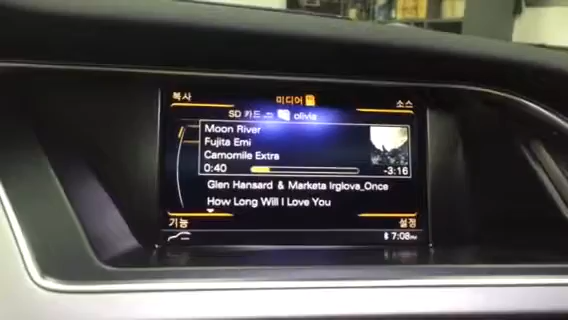 복사
미디어
소스
SD 카드
olivia
Moon River
Fujita Emi
Camomile Extra
0:40
-3:16
Glen Hansard & Marketa Irglova_Once
How Long Will I Love You
기능
설정
7:08